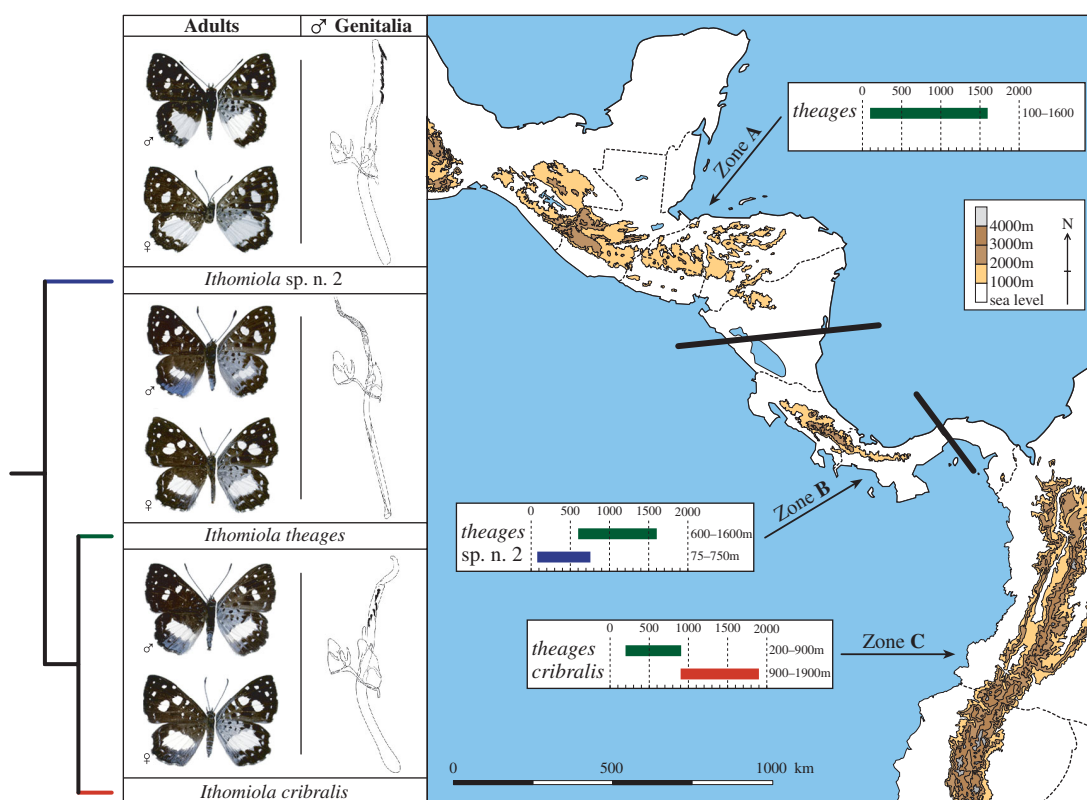 Adults ♂ Genitalia
♂
♀
Ithomiola sp. n. 2
♂
♀
Ithomiola theages
♂
♀
Ithomiola cribralis
Zone A
0 500 1000 1500 2000
theages 100–1600
4000m
3000m
2000m
1000m
sea level
N
Zone B
0 500 1000 1500 2000
theages 600–1600m
sp. n. 2 75–750m
Zone C
0 500 900 1000 2000
theages 200–900m
cribralis 900–1900m
0 500 1000 km